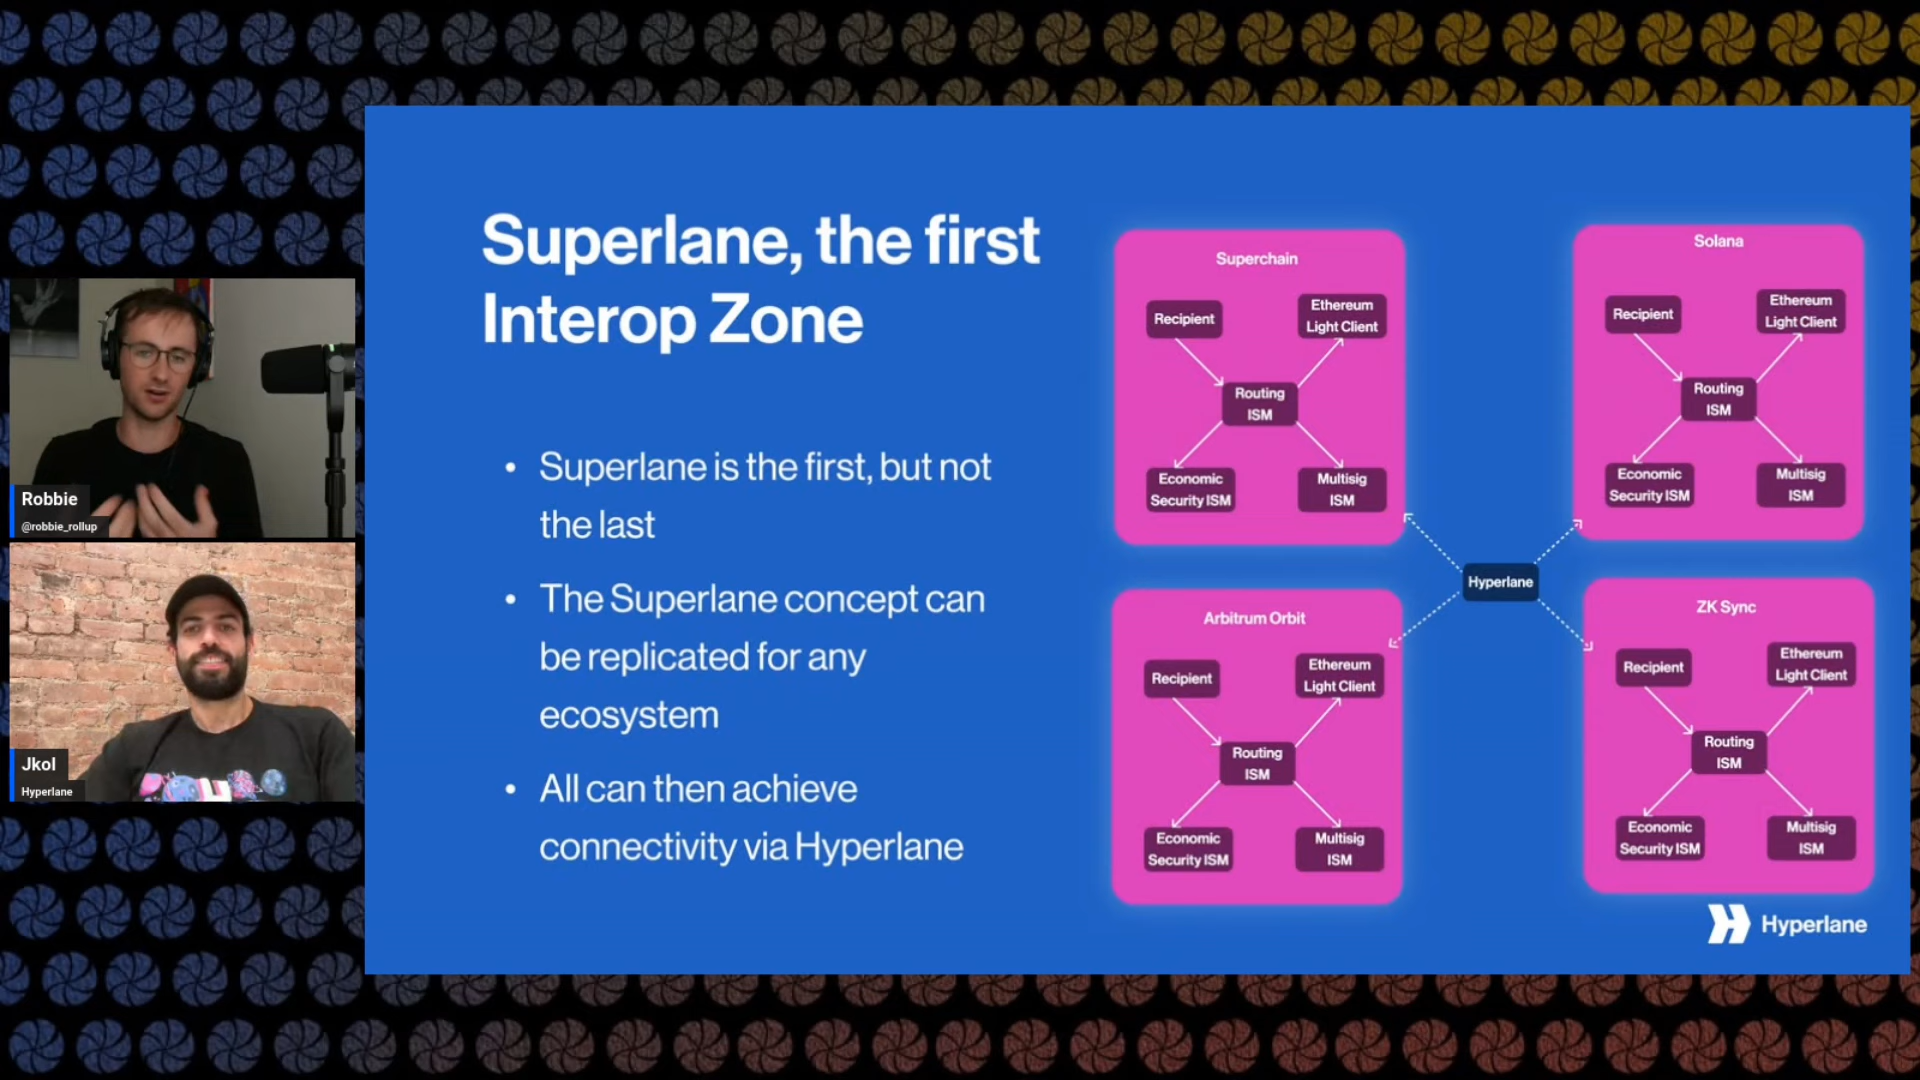 Superlane, the first
Interop Zone
• Superlane is the first, but not
the last
• The Superlane concept can
be replicated for any
ecosystem
• All can then achieve
connectivity via Hyperlane
Superchain
Recipient
Ethereum
Light Client
Routing
ISM
Economic
Security ISM
Multisig
ISM
Solana
Recipient
Ethereum
Light Client
Routing
ISM
Economic
Security ISM
Multisig
ISM
Hyperlane
Arbitrum Orbit
Recipient
Ethereum
Light Client
Routing
ISM
Economic
Security ISM
Multisig
ISM
ZK Sync
Recipient
Ethereum
Light Client
Routing
ISM
Economic
Security ISM
Multisig
ISM
Hyperlane
Robbie
@robbie_rollup
Jkol
Hyperlane